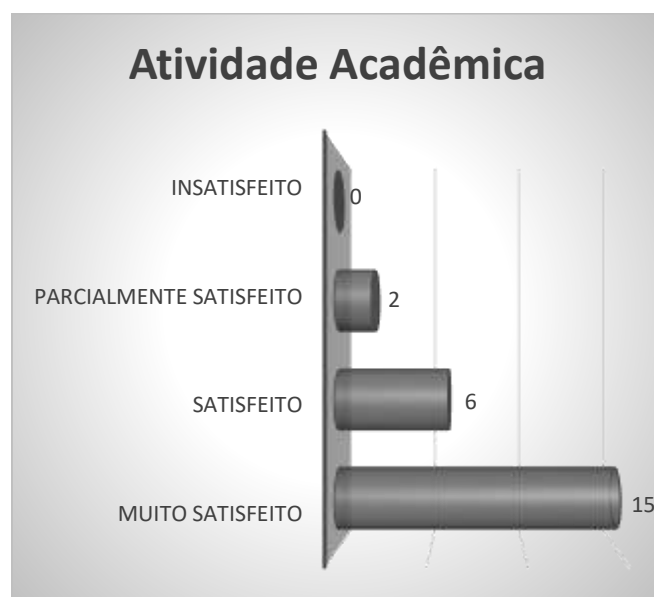 Atividade Acadêmica
INSATISFEITO 0
PARCIALMENTE SATISFEITO 2
SATISFEITO 6
MUITO SATISFEITO 15